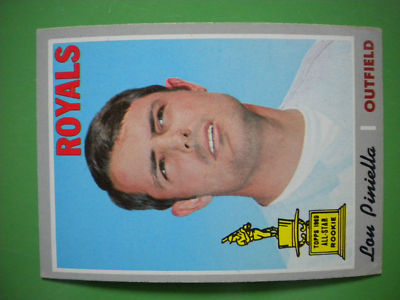 ROYALS
TOPPS 1969
ALL-STAR
ROOKIE
Lou Piniella
OUTFIELD